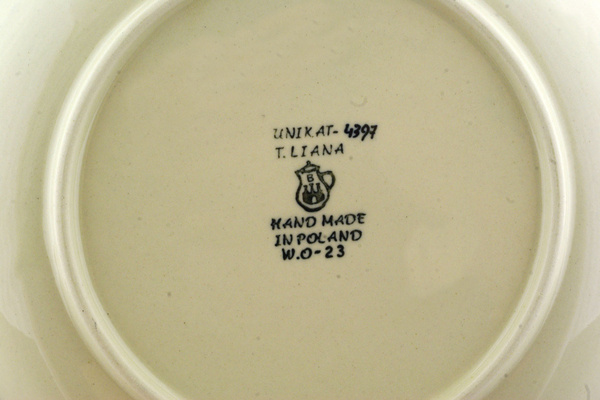 UNIKAT-4397
T. LIANA
B
HAND MADE
IN POLAND
W.O-23